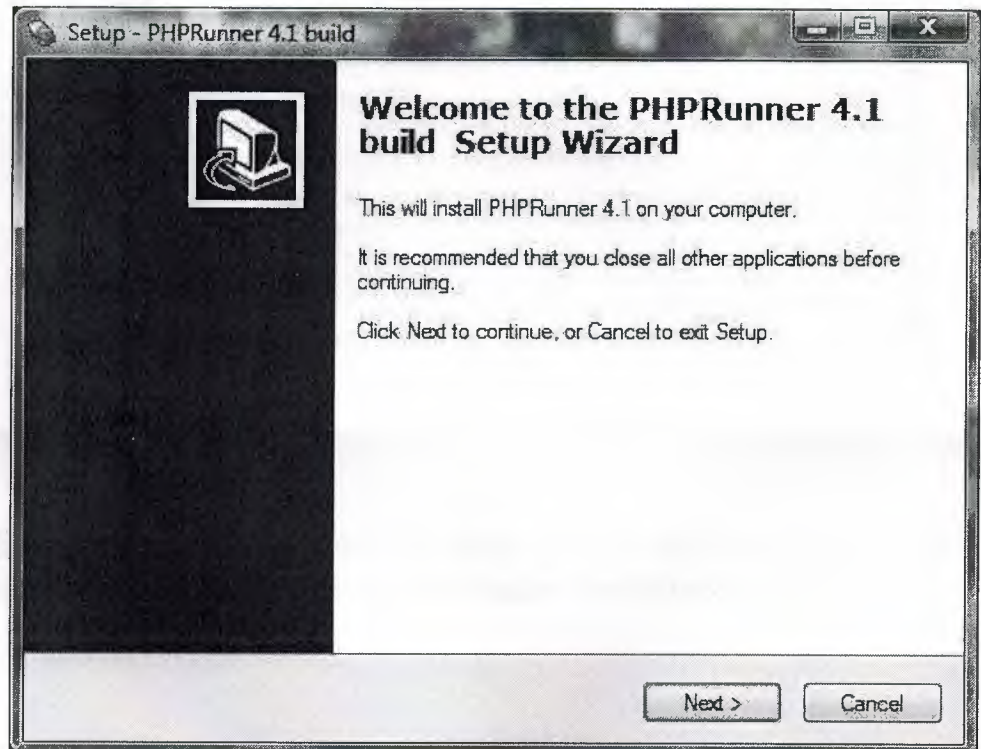 Setup - PHPRunner 4.1 build
Welcome to the PHPRunner 4.1
build Setup Wizard
This will install PHPRunner 4.1 on your computer.
It is recommended that you close all other applications before
continuing.
Click Next to continue, or Cancel to exit Setup.
Next >
Cancel